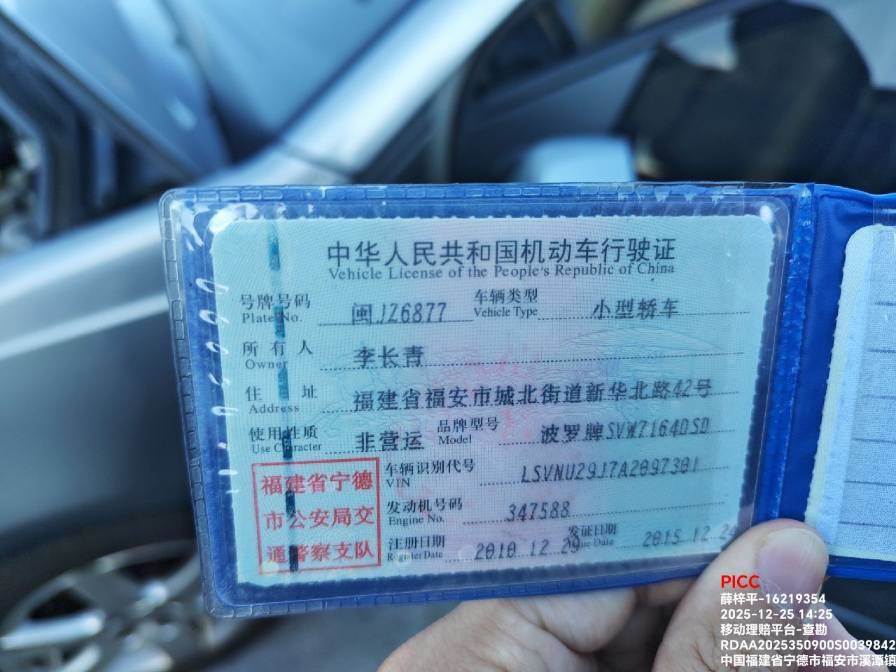 中华人民共和国机动车行驶证
Vehicle License of the People's Republic of China
号牌号码 闽JZ6877 车辆类型 小型轿车
Plate No. Vehicle Type
所有人 李长青
Owner
住址 福建省福安市城北街道新华北路42号
Address
使用性质 非营运 品牌型号 波罗牌SVW7164DSD
Use Character Model
车辆识别代号 LSVNU29J7A2097301
VIN
发动机号码 347588
Engine No.
注册日期 2010 12 29 发证日期 2015 12
Register Date Issue Date
福建省宁德
市公安局交
通警察支队
PICC
薛梓平-16219354
2025-12-25 14:25
移动理赔平台-查勘
RDAA2025350900S0039842
中国福建省宁德市福安市溪潭镇